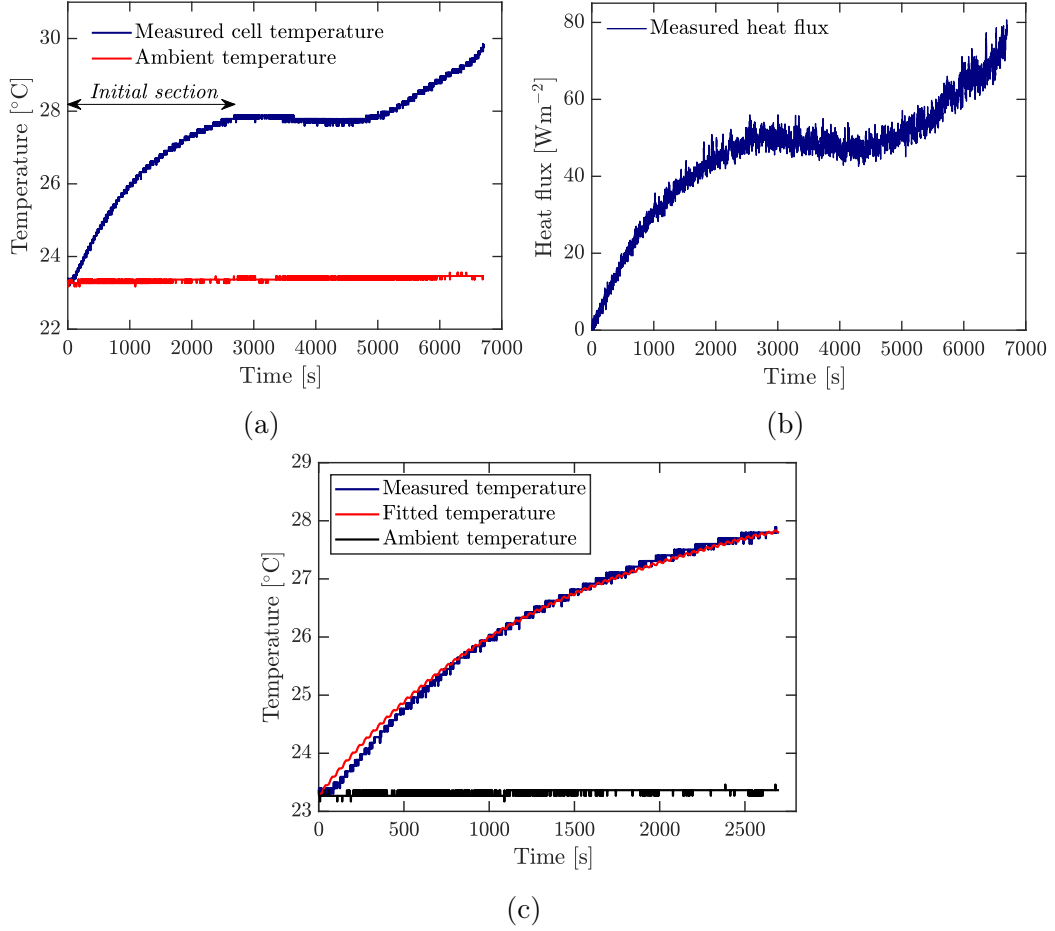 Measured cell temperature
Ambient temperature
Initial section
Temperature [°C]
30
28
26
24
22
0 1000 2000 3000 4000 5000 6000 7000
Time [s]
(a)
Measured heat flux
Heat flux [Wm⁻²]
80
60
40
20
0
0 1000 2000 3000 4000 5000 6000 7000
Time [s]
(b)
Measured temperature
Fitted temperature
Ambient temperature
Temperature [°C]
29
28
27
26
25
24
23
0 500 1000 1500 2000 2500
Time [s]
(c)